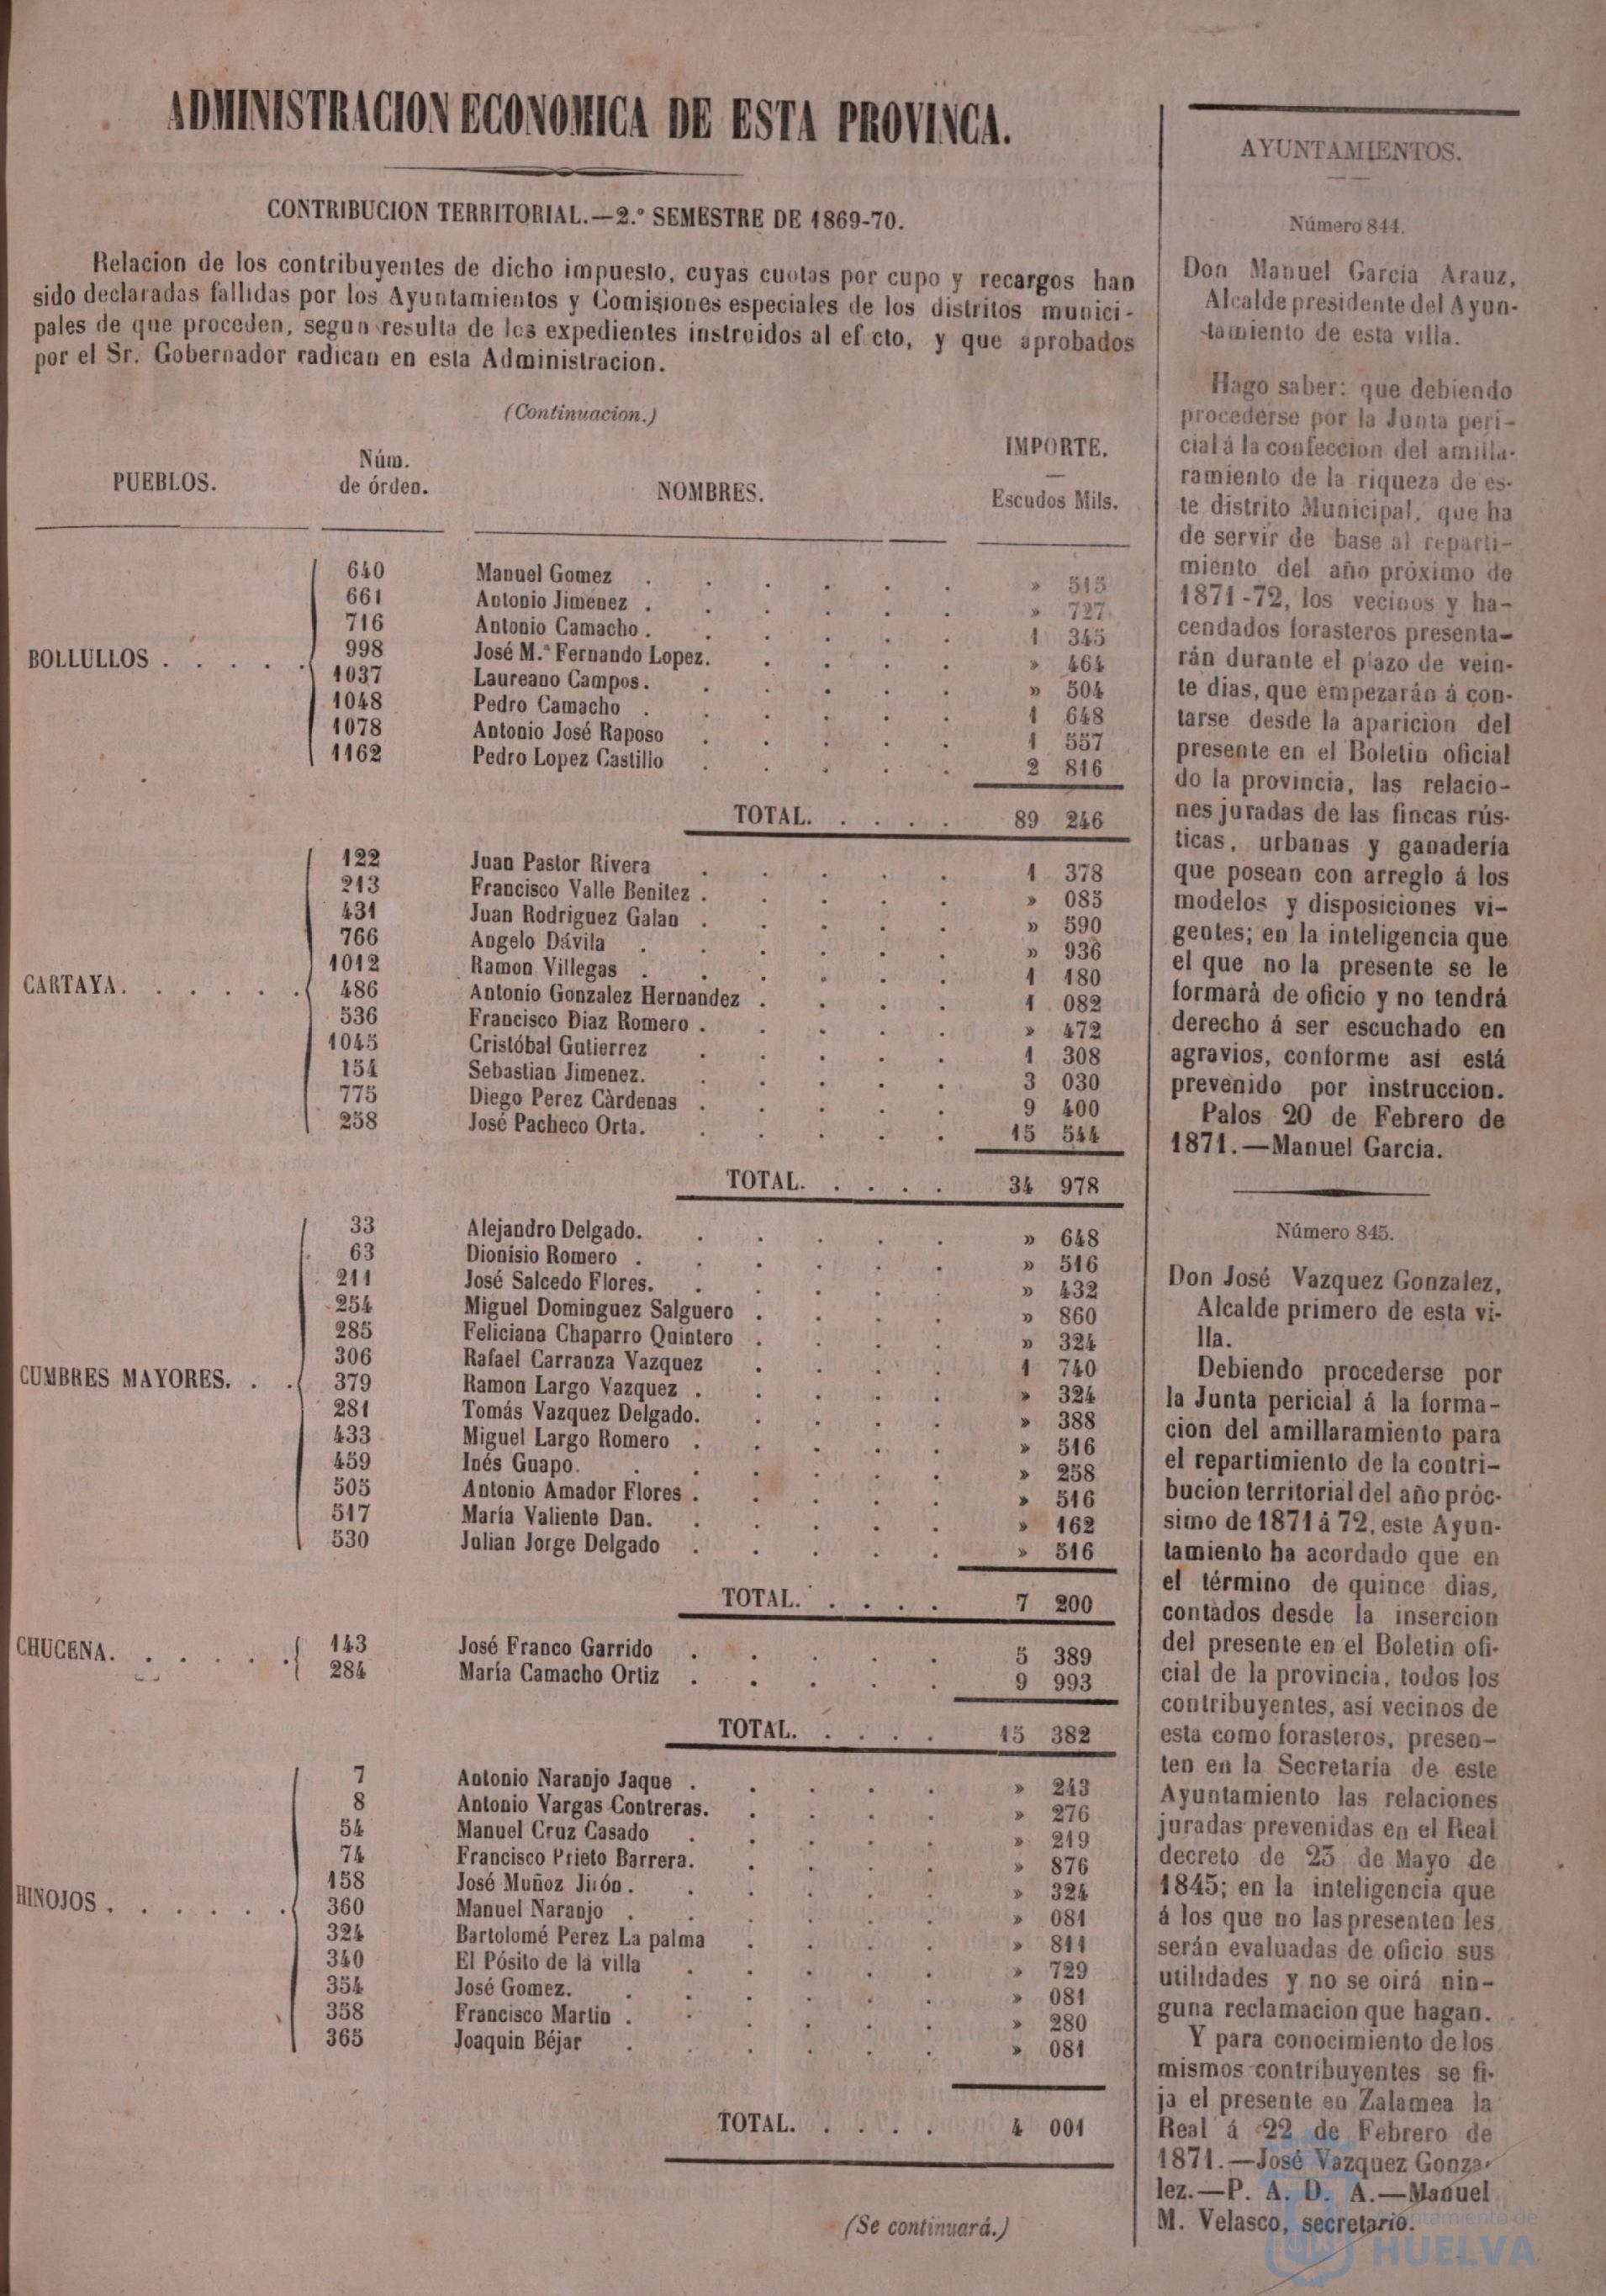 ADMINISTRACION ECONOMICA DE ESTA PROVINCA.
CONTRIBUCION TERRITORIAL.—2.º SEMESTRE DE 1869-70.
Relacion de los contribuyentes de dicho impuesto, cuyas cuotas por cupo y recargos han
sido declaradas fallidas por los Ayuntamientos y Comisiones especiales de los distritos munici-
pales de que proceden, segun resulta de los expedientes instruidos al efecto, y que aprobados
por el Sr. Gobernador radican en esta Administracion.
(Continuacion.)
PUEBLOS. Núm. de órden. NOMBRES. IMPORTE. — Escudos Mils.
BOLLULLOS . . . . .
640 Manuel Gomez . . . . . . » 515
661 Antonio Jimenez . . . . . . » 727
716 Antonio Camacho . . . . . . 1 345
998 José M.ª Fernando Lopez. . . . . » 464
1037 Laureano Campos. . . . . . » 504
1048 Pedro Camacho . . . . . . 1 648
1078 Antonio José Raposo . . . . . 1 557
1162 Pedro Lopez Castillo . . . . . 2 816
TOTAL. . . . . 89 246
CARTAYA. . . . . .
122 Juan Pastor Rivera . . . . . 1 378
213 Francisco Valle Benitez . . . . . » 085
431 Juan Rodriguez Galan . . . . . » 590
766 Angelo Dávila . . . . . . » 936
1012 Ramon Villegas . . . . . . 1 180
486 Antonio Gonzalez Hernandez . . . . 1 082
536 Francisco Diaz Romero . . . . . » 472
1045 Cristóbal Gutierrez . . . . . 1 308
154 Sebastian Jimenez. . . . . . 3 030
775 Diego Perez Càrdenas . . . . . 9 400
258 José Pacheco Orta. . . . . . 15 544
TOTAL. . . . . 34 978
CUMBRES MAYORES. . .
33 Alejandro Delgado. . . . . . » 648
63 Dionisio Romero . . . . . . » 516
211 José Salcedo Flores. . . . . . » 432
254 Miguel Dominguez Salguero . . . . » 860
285 Feliciana Chaparro Quintero . . . . » 324
306 Rafael Carranza Vazquez . . . . 1 740
379 Ramon Largo Vazquez . . . . . » 324
281 Tomás Vazquez Delgado. . . . . » 388
433 Miguel Largo Romero . . . . . » 516
459 Inés Guapo. . . . . . . » 258
505 Antonio Amador Flores . . . . . » 516
517 María Valiente Dan. . . . . . » 162
530 Julian Jorge Delgado . . . . . » 516
TOTAL. . . . . 7 200
CHUCENA. . . . . .
143 José Franco Garrido . . . . . 5 389
284 María Camacho Ortiz . . . . . 9 993
TOTAL. . . . . 15 382
HINOJOS . . . . . .
7 Antonio Naranjo Jaque . . . . . » 243
8 Antonio Vargas Contreras. . . . . » 276
54 Manuel Cruz Casado . . . . . » 219
74 Francisco Prieto Barrera. . . . . » 876
158 José Muñoz Jirón . . . . . . » 324
360 Manuel Naranjo . . . . . . » 081
324 Bartolomé Perez La palma . . . . » 811
340 El Pósito de la villa . . . . . » 729
354 José Gomez. . . . . . . » 081
358 Francisco Martin . . . . . . » 280
365 Joaquin Béjar . . . . . . » 081
TOTAL. . . . . 4 001
(Se continuará.)
AYUNTAMIENTOS.
Número 844.
Don Manuel García Arauz,
Alcalde presidente del Ayun-
tamiento de esta villa.
Hago saber: que debiendo
procederse por la Junta peri-
cial á la confeccion del amilla-
ramiento de la riqueza de es-
te distrito Municipal, que ha
de servir de base al reparti-
miento del año próximo de
1871-72, los vecinos y ha-
cendados forasteros presenta-
rán durante el plazo de vein-
te dias, que empezarán á con-
tarse desde la aparicion del
presente en el Boletin oficial
do la provincia, las relacio-
nes juradas de las fincas rús-
ticas, urbanas y ganadería
que posean con arreglo á los
modelos y disposiciones vi-
gentes; en la inteligencia que
el que no la presente se le
formará de oficio y no tendrá
derecho á ser escuchado en
agravios, conforme así está
prevenido por instruccion.
Palos 20 de Febrero de
1871.—Manuel García.
Número 845.
Don José Vazquez Gonzalez,
Alcalde primero de esta vi-
lla.
Debiendo procederse por
la Junta pericial á la forma-
cion del amillaramiento para
el repartimiento de la contri-
bucion territorial del año próc-
simo de 1871 á 72, este Ayun-
tamiento ha acordado que en
el término de quince dias,
contados desde la insercion
del presente en el Boletin ofi-
cial de la provincia, todos los
contribuyentes, así vecinos de
esta como forasteros, presen-
ten en la Secretaria de este
Ayuntamiento las relaciones
juradas prevenidas en el Real
decreto de 23 de Mayo de
1845; en la inteligencia que
á los que no las presenten les
serán evaluadas de oficio sus
utilidades y no se oirá nin-
guna reclamacion que hagan.
Y para conocimiento de los
mismos contribuyentes se fi-
ja el presente en Zalamea la
Real á 22 de Febrero de
1871.—José Vazquez Gonza-
lez.—P. A. D. A.—Manuel
M. Velasco, secretario.
Ayuntamiento de
HUELVA